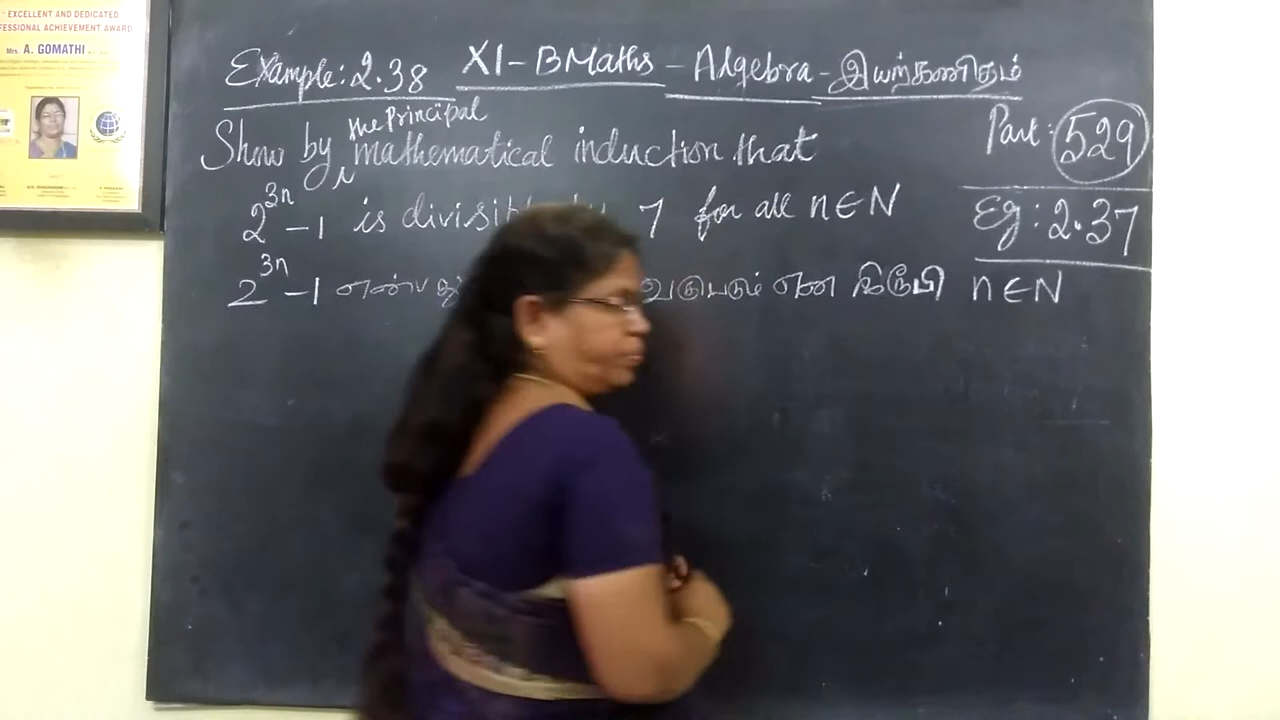 EXCELLENT AND DEDICATED
FESSIONAL ACHIEVEMENT AWARD
Mrs. A. GOMATHI
Example: 2.38 XI - BMaths - Algebra - இயற்கணிதம்
Part: 529
Show by the Principal mathematical induction that
2^3n - 1 is divisib 7 for all n ∈ N
Eg: 2.37
2^3n - 1 என்பது வகுபடும் என நிரூபி n ∈ N